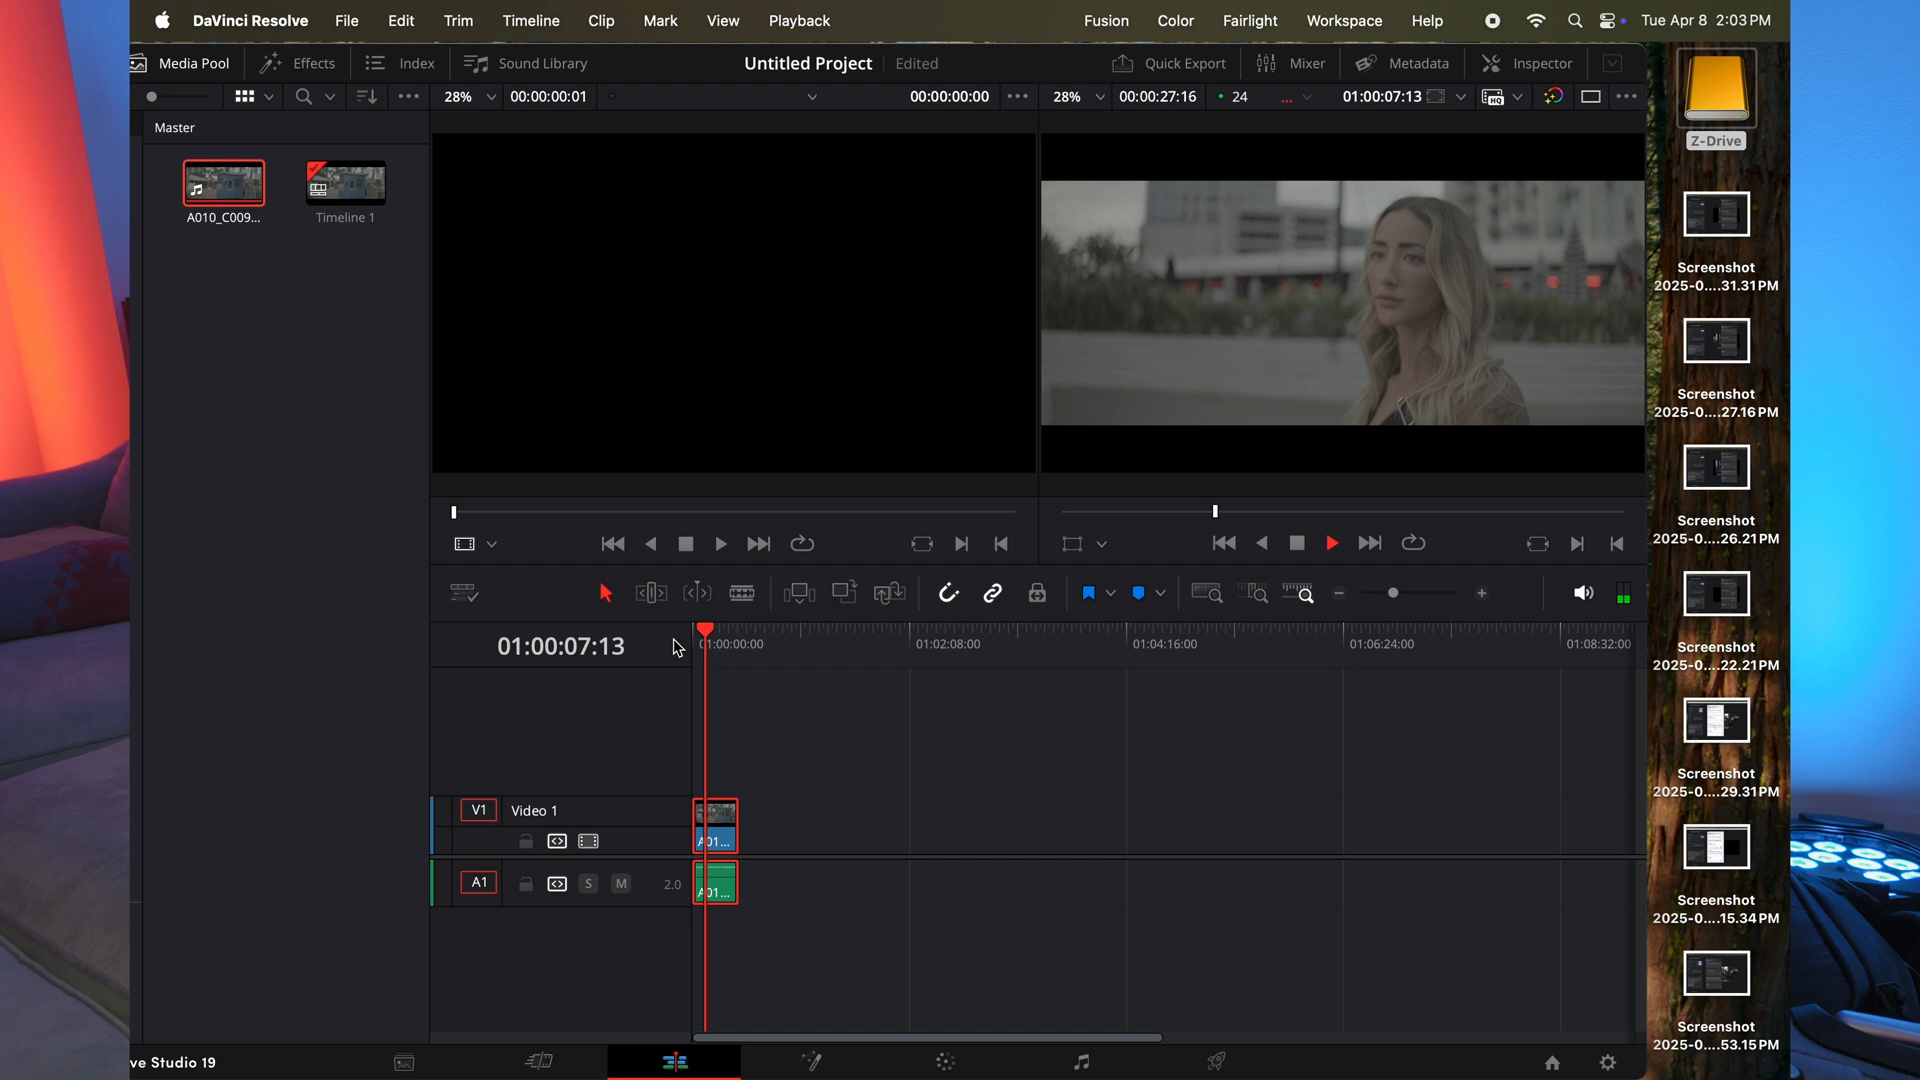 DaVinci Resolve File Edit Trim Timeline Clip Mark View Playback Fusion Color Fairlight Workspace Help Tue Apr 8 2:03 PM
Media Pool Effects Index Sound Library Untitled Project Edited Quick Export Mixer Metadata Inspector
28% 00:00:00:01 00:00:00:00 28% 00:00:27:16 24 ... 01:00:07:13 HQ
Master
A010_C009... Timeline 1
Z-Drive
Screenshot
2025-0....31.31 PM
Screenshot
2025-0....27.16 PM
Screenshot
2025-0....26.21 PM
Screenshot
2025-0....22.21 PM
Screenshot
2025-0....29.31 PM
Screenshot
2025-0....15.34 PM
Screenshot
2025-0....53.15 PM
01:00:07:13 01:00:00:00 01:02:08:00 01:04:16:00 01:06:24:00 01:08:32:00
V1 Video 1
A01...
A1 S M 2.0
A01...
ve Studio 19